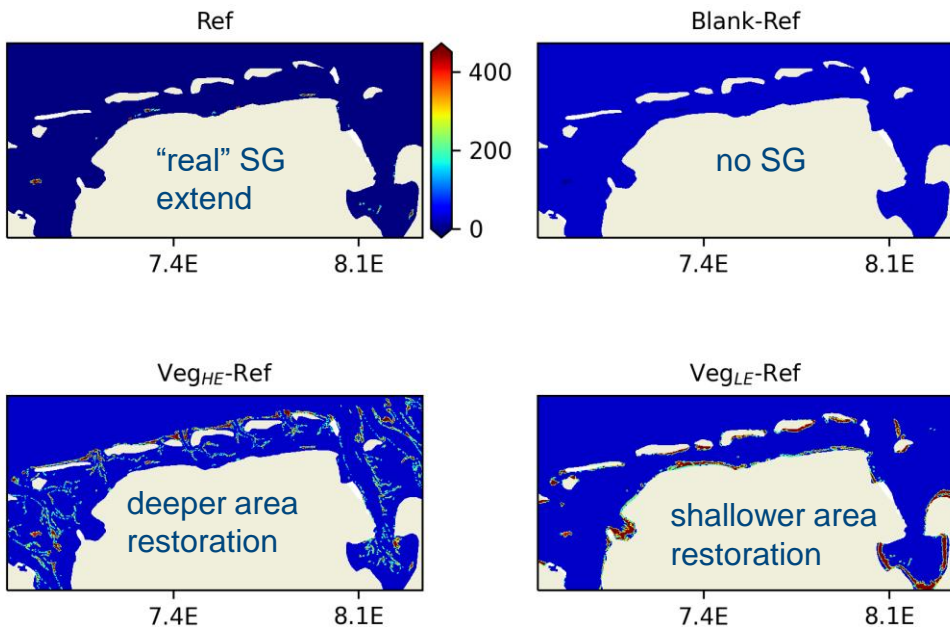 Ref
Blank-Ref
400
200
0
“real” SG
extend
no SG
7.4E
8.1E
7.4E
8.1E
VegHE-Ref
VegLE-Ref
deeper area
restoration
shallower area
restoration
7.4E
8.1E
7.4E
8.1E